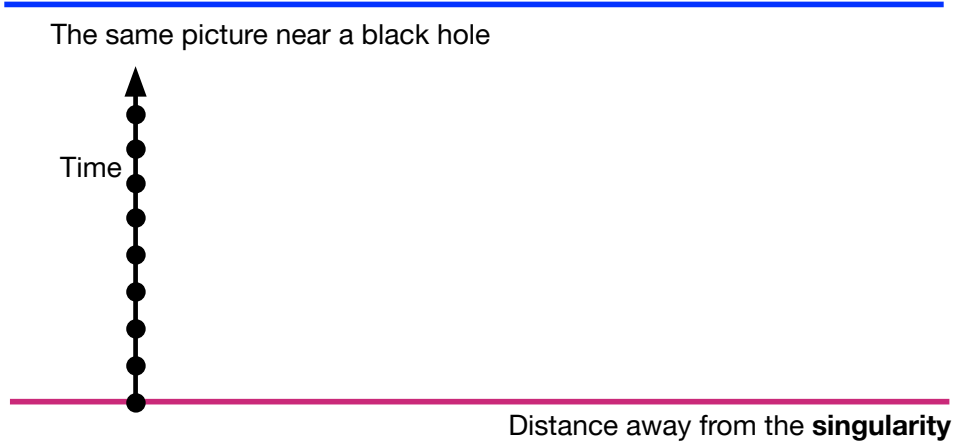 The same picture near a black hole
Time
Distance away from the singularity